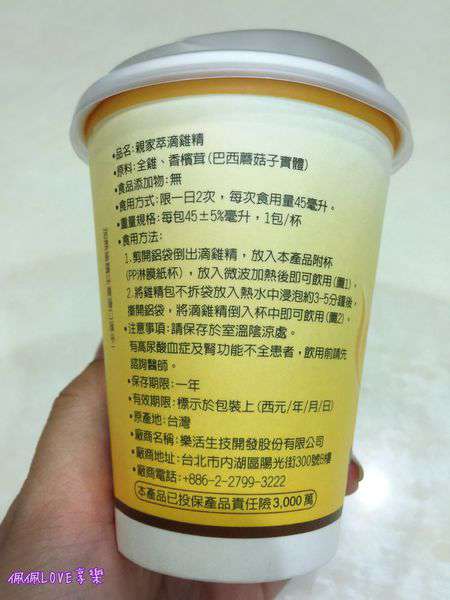 •品名:親家萃滴雞精
•原料:全雞、香檳茸(巴西蘑菇子實體)
•食品添加物:無
•食用方式:限一日2次，每次食用量45毫升。
•重量規格:每包45±5%毫升，1包/杯
•食用方法:
1.剪開鋁袋倒出滴雞精，放入本產品附杯
(PP淋膜紙杯)，放入微波加熱後即可飲用(圖1)。
2.將雞精包不拆袋放入熱水中浸泡約3-5分鐘後，
撕開鋁袋，將滴雞精倒入杯中即可飲用(圖2)。
•注意事項:請保存於室溫陰涼處。
有高尿酸血症及腎功能不全患者，飲用前請先
諮詢醫師。
•保存期限:一年
•有效期限:標示於包裝上(西元/年/月/日)
•原產地:台灣
•廠商名稱:樂活生技開發股份有限公司
•廠商地址:台北市內湖區陽光街300號6樓
•廠商電話:+886-2-2799-3222
本產品已投保產品責任險3,000萬
佩佩LOVE享樂